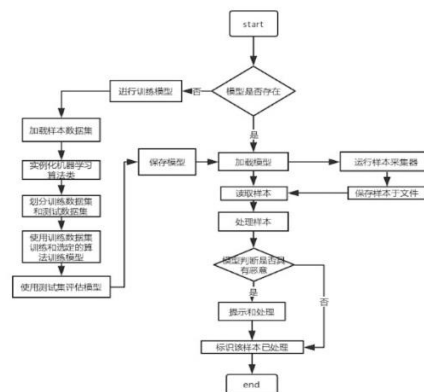 start
模型是否存在
否
进行训练模型
是
加载样本数据集
实例化机器学习
算法类
划分训练数据集
和测试数据集
使用训练数据集
训练和选定的算
法训练模型
使用测试集评估模型
保存模型
加载模型
运行样本采集器
读取样本
保存样本于文件
处理样本
模型判断是否具
有恶意
是
否
提示和处理
标识该样本已处理
end